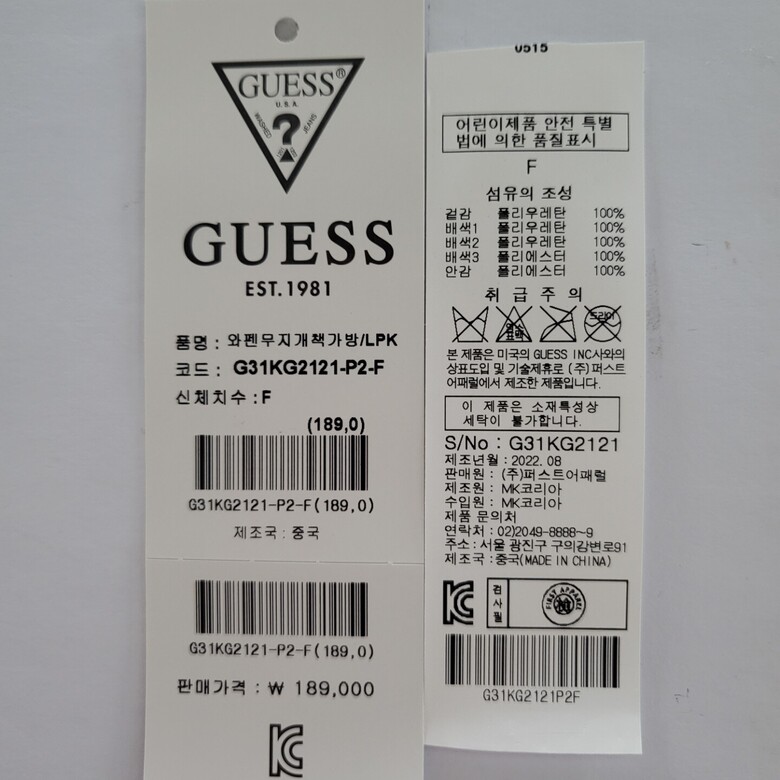 GUESS®
U.S.A.
WASHED
?
JEANS
GUESS
EST.1981
품명 : 와펜무지개책가방/LPK
코드 : G31KG2121-P2-F
신체치수 : F
(189,0)
G31KG2121-P2-F(189,0)
제조국 : 중국
G31KG2121-P2-F(189,0)
판매가격 : ₩ 189,000
0515
어린이제품 안전 특별
법에 의한 품질표시
F
섬유의 조성
겉감 폴리우레탄 100%
배색1 폴리우레탄 100%
배색2 폴리우레탄 100%
배색3 폴리에스터 100%
안감 폴리에스터 100%
취 급 주 의
염소
표백
드라이
본 제품은 미국의 GUESS INC사와의
상표도입 및 기술제휴로 (주)퍼스트
어패럴에서 제조한 제품입니다.
이 제품은 소재특성상
세탁이 불가합니다.
S/No : G31KG2121
제조년월 : 2022. 08
판매원 : (주)퍼스트어패럴
제조원 : MK코리아
수입원 : MK코리아
제품 문의처
연락처 : 02)2049-8888~9
주소 : 서울 광진구 구의강변로91
제조국 : 중국(MADE IN CHINA)
검사필
FIRST APPAREL
G31KG2121P2F